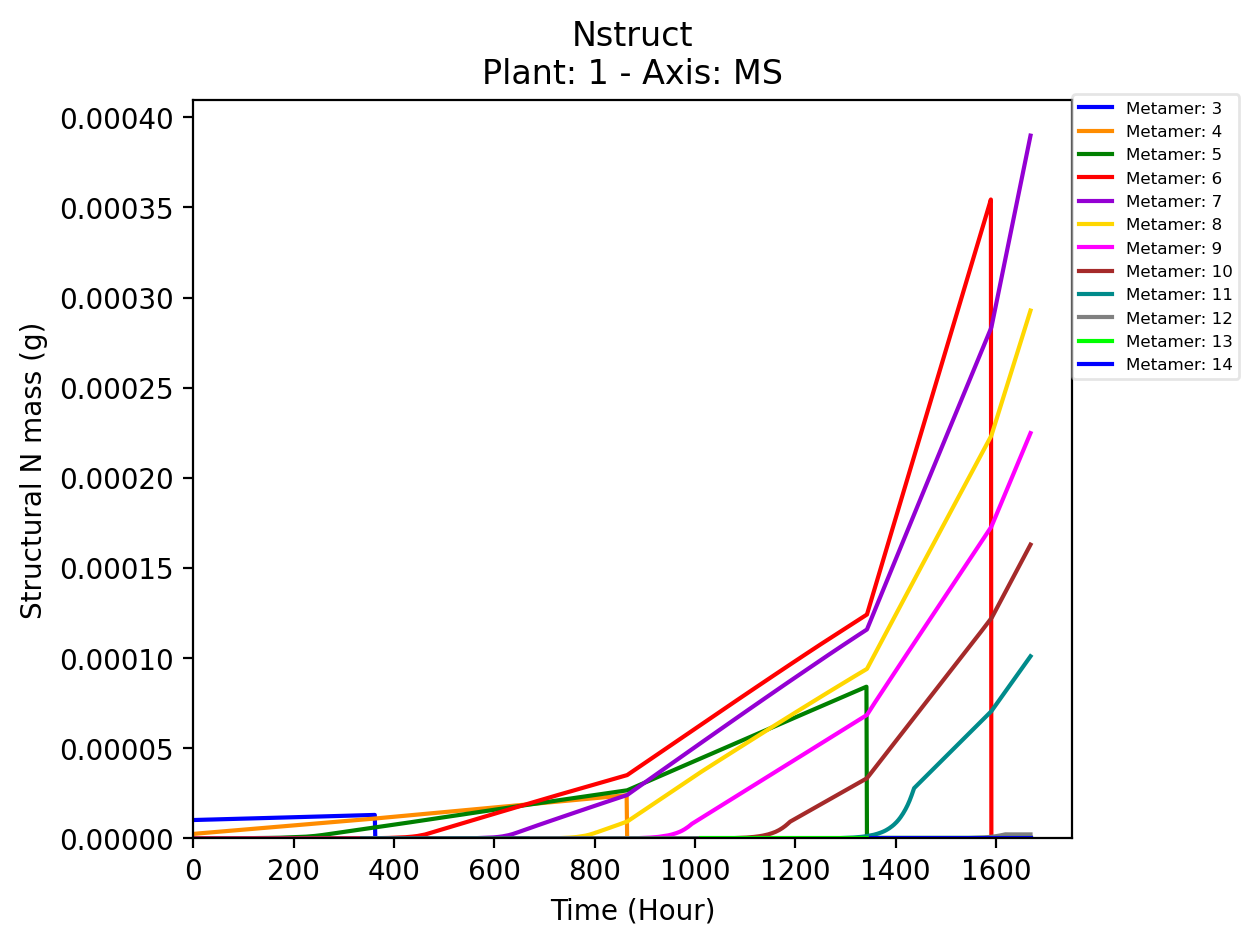 Nstruct
Plant: 1 - Axis: MS
0.00040
0.00035
0.00030
0.00025
0.00020
0.00015
0.00010
0.00005
0.00000
Structural N mass (g)
0 200 400 600 800 1000 1200 1400 1600
Time (Hour)
Metamer: 3
Metamer: 4
Metamer: 5
Metamer: 6
Metamer: 7
Metamer: 8
Metamer: 9
Metamer: 10
Metamer: 11
Metamer: 12
Metamer: 13
Metamer: 14